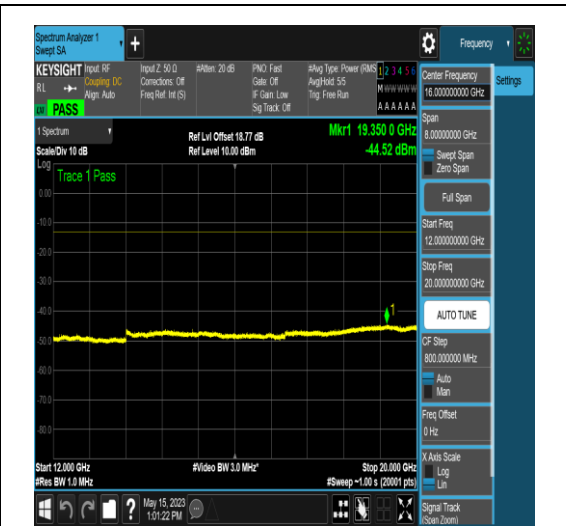 Spectrum Analyzer 1
Swept SA
+
Frequency
KEYSIGHT
RL
PASS
Input: RF
Coupling: DC
Align: Auto
Input Z: 50 Ω
Corrections: Off
Freq Ref: Int (S)
#Atten: 20 dB
PNO: Fast
Gate: Off
IF Gain: Low
Sig Track: Off
#Avg Type: Power (RMS
Avg|Hold: 5/5
Trig: Free Run
1 2 3 4 5 6
M W W W W W
A A A A A A
1 Spectrum
Scale/Div 10 dB
Ref Lvl Offset 18.77 dB
Ref Level 10.00 dBm
Mkr1 19.350 0 GHz
-44.52 dBm
Log
Trace 1 Pass
0.00
-10.0
-20.0
-30.0
-40.0
-50.0
-60.0
-70.0
-80.0
1
Start 12.000 GHz
#Res BW 1.0 MHz
#Video BW 3.0 MHz*
Stop 20.000 GHz
#Sweep ~1.00 s (20001 pts)
?
May 15, 2023
1:01:22 PM
Center Frequency
16.000000000 GHz
Settings
Span
8.00000000 GHz
Swept Span
Zero Span
Full Span
Start Freq
12.000000000 GHz
Stop Freq
20.000000000 GHz
AUTO TUNE
CF Step
800.000000 MHz
Auto
Man
Freq Offset
0 Hz
X Axis Scale
Log
Lin
Signal Track
(Span Zoom)